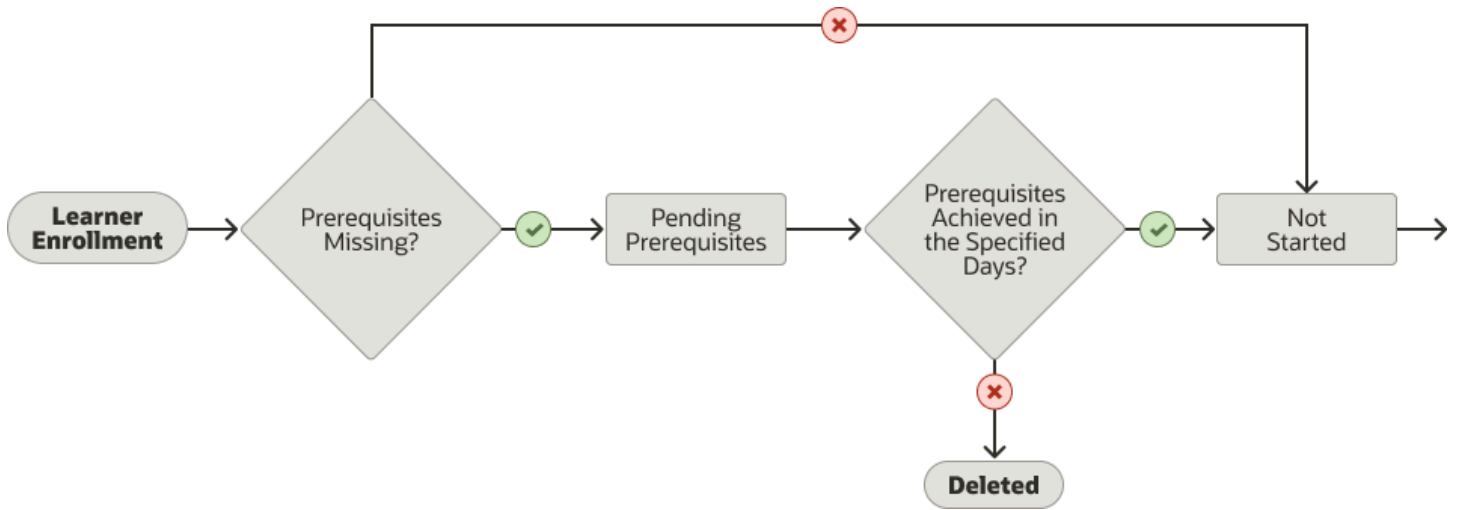 Learner
Enrollment
Prerequisites
Missing?
Pending
Prerequisites
Prerequisites
Achieved in
the Specified
Days?
Not
Started
Deleted